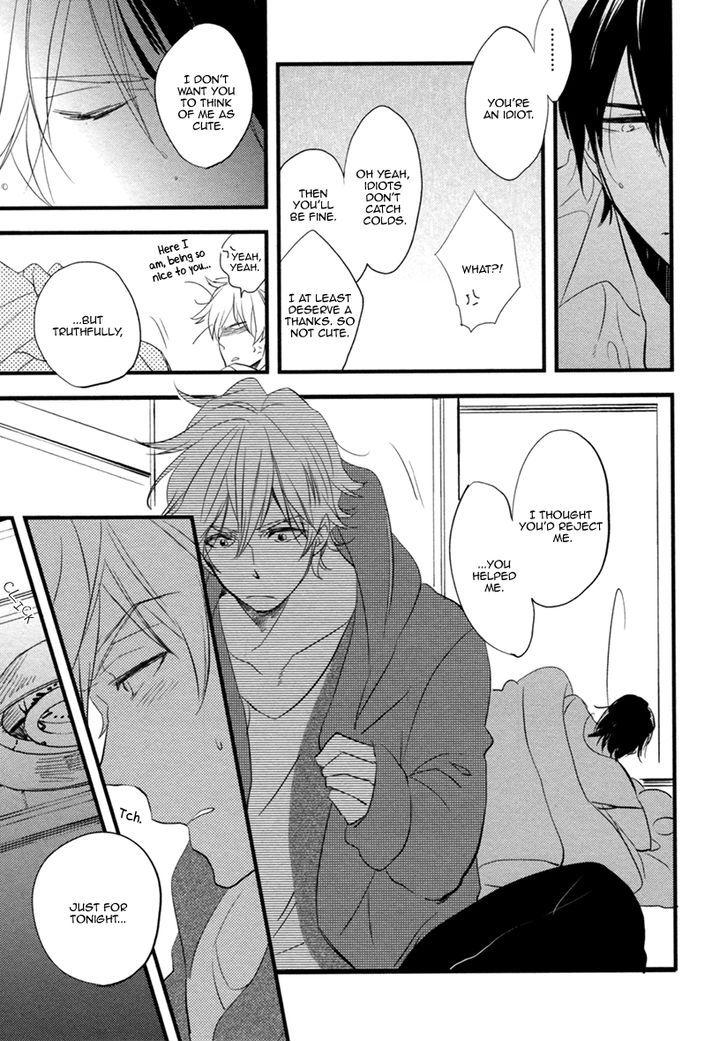 ........
YOU'RE
AN IDIOT.
WHAT?!
OH YEAH,
IDIOTS
DON'T
CATCH
COLDS.
THEN
YOU'LL
BE FINE.
I AT LEAST
DESERVE A
THANKS. SO
NOT CUTE.
I DON'T
WANT YOU
TO THINK
OF ME AS
CUTE.
YEAH,
YEAH.
Here I
am, being so
nice to you...
...BUT
TRUTHFULLY,
I THOUGHT
YOU'D REJECT
ME.
...YOU
HELPED
ME.
CLICK
Tch.
JUST FOR
TONIGHT...